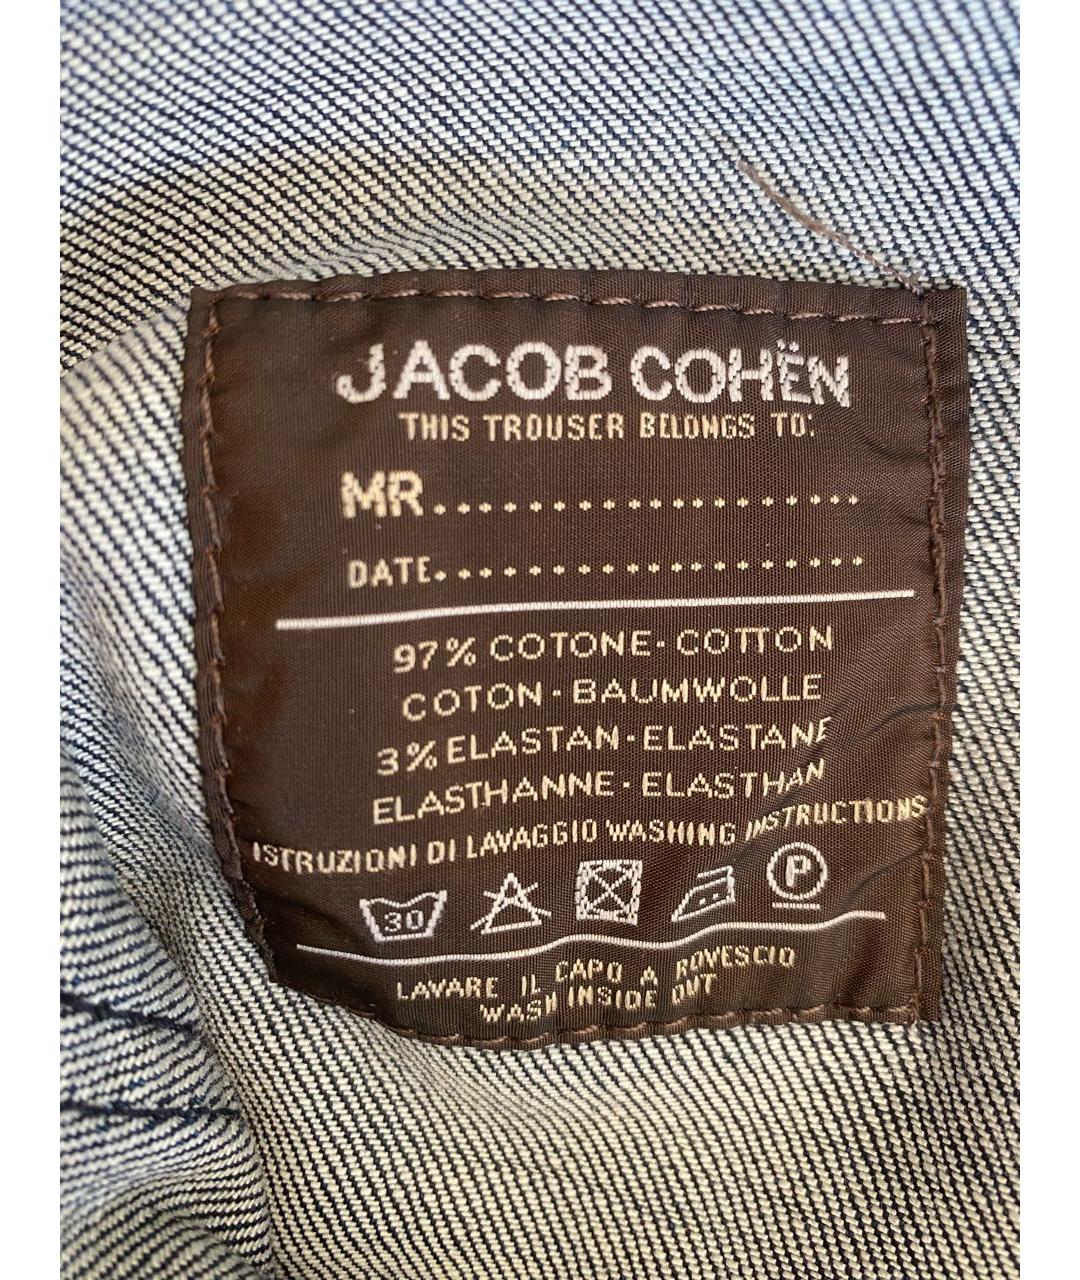 JACOB COHËN
THIS TROUSER BELONGS TO:
MR....................
DATE....................
97% COTONE-COTTON
COTON-BAUMWOLLE
3% ELASTAN-ELASTANE
ELASTHANNE-ELASTHAN
ISTRUZIONI DI LAVAGGIO WASHING INSTRUCTIONS
30 P
LAVARE IL CAPO A ROVESCIO
WASH INSIDE OUT